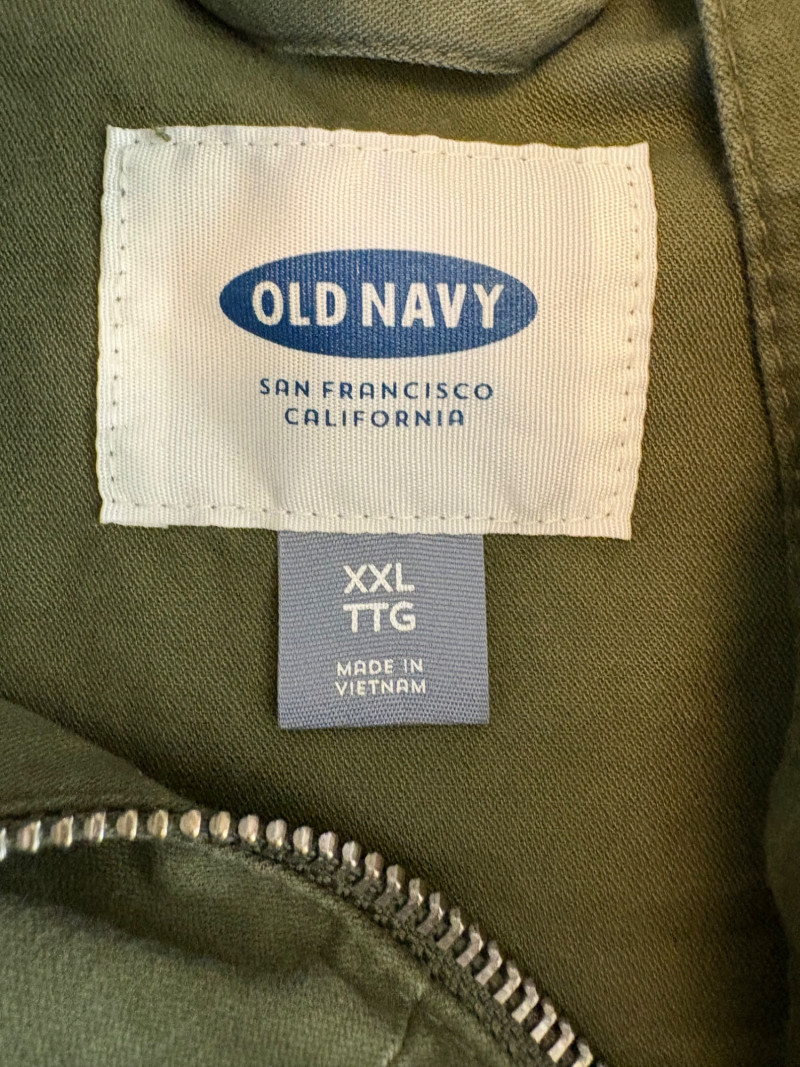 OLD NAVY
SAN FRANCISCO
CALIFORNIA
XXL
TTG
MADE IN
VIETNAM